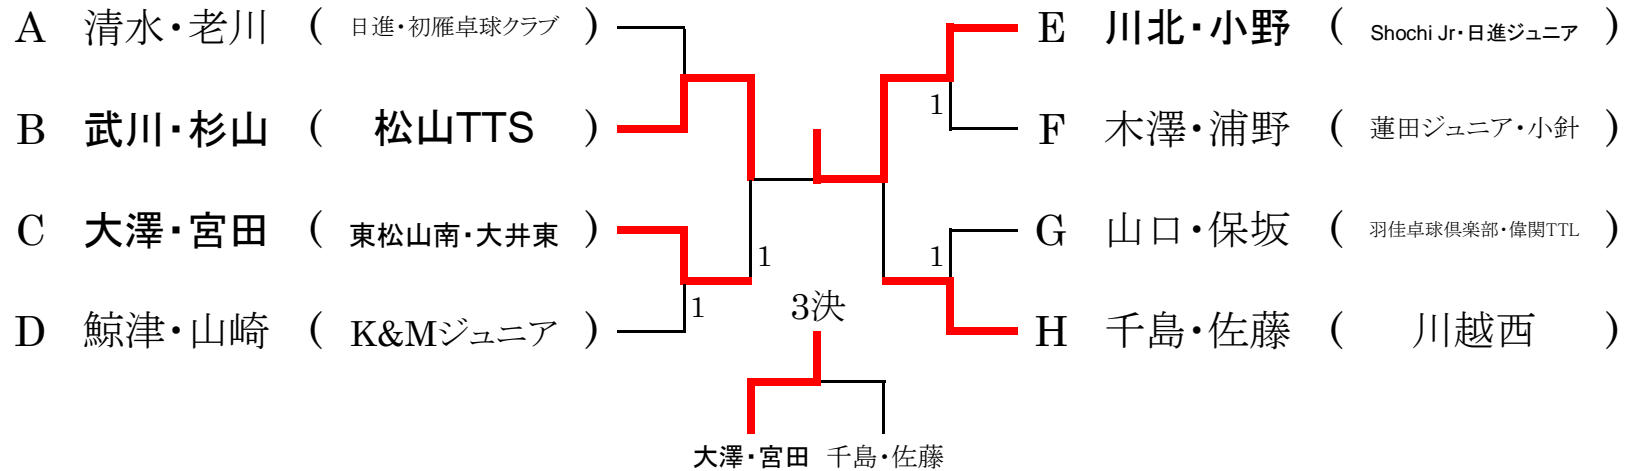 A 清水・老川 ( 日進・初雁卓球クラブ )
B 武川・杉山 ( 松山TTS )
C 大澤・宮田 ( 東松山南・大井東 )
D 鯨津・山崎 ( K&Mジュニア )
1
1
3決
大澤・宮田 千島・佐藤
E 川北・小野 ( Shochi Jr・日進ジュニア )
1
F 木澤・浦野 ( 蓮田ジュニア・小針 )
G 山口・保坂 ( 羽佳卓球倶楽部・偉関TTL )
1
H 千島・佐藤 ( 川越西 )